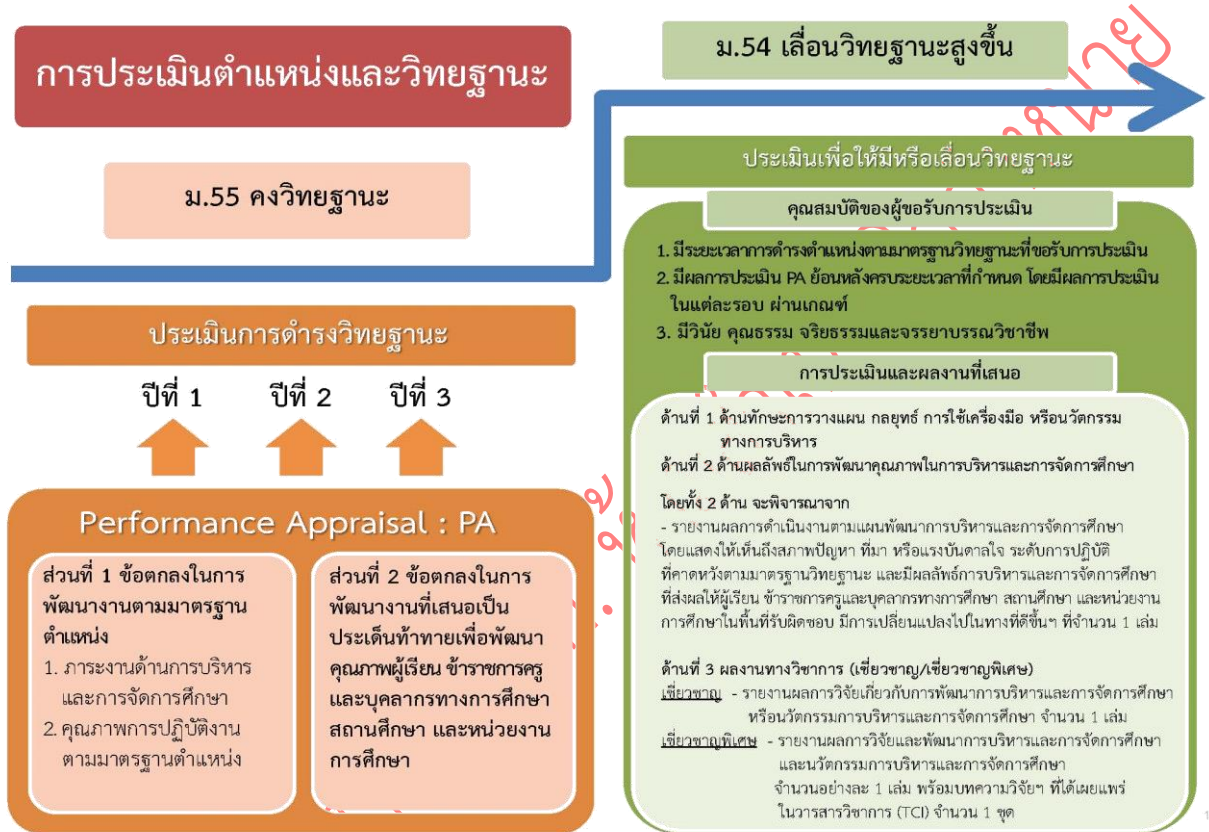 การประเมินตำแหน่งและวิทยฐานะ
ม.55 คงวิทยฐานะ
ประเมินการดำรงวิทยฐานะ
ปีที่ 1
ปีที่ 2
ปีที่ 3
Performance Appraisal : PA
ส่วนที่ 1 ข้อตกลงในการ
พัฒนางานตามมาตรฐาน
ตำแหน่ง
1. ภาระงานด้านการบริหาร
และการจัดการศึกษา
2. คุณภาพการปฏิบัติงาน
ตามมาตรฐานตำแหน่ง
ส่วนที่ 2 ข้อตกลงในการ
พัฒนางานที่เสนอเป็น
ประเด็นท้าทายเพื่อพัฒนา
คุณภาพผู้เรียน ข้าราชการครู
และบุคลากรทางการศึกษา
สถานศึกษา และหน่วยงาน
การศึกษา
ม.54 เลื่อนวิทยฐานะสูงขึ้น
ประเมินเพื่อให้มีหรือเลื่อนวิทยฐานะ
คุณสมบัติของผู้ขอรับการประเมิน
1. มีระยะเวลาการดำรงตำแหน่งตามมาตรฐานวิทยฐานะที่ขอรับการประเมิน
2. มีผลการประเมิน PA ย้อนหลังครบระยะเวลาที่กำหนด โดยมีผลการประเมิน
ในแต่ละรอบ ผ่านเกณฑ์
3. มีวินัย คุณธรรม จริยธรรมและจรรยาบรรณวิชาชีพ
การประเมินและผลงานที่เสนอ
ด้านที่ 1 ด้านทักษะการวางแผน กลยุทธ์ การใช้เครื่องมือ หรือนวัตกรรม
ทางการบริหาร
ด้านที่ 2 ด้านผลลัพธ์ในการพัฒนาคุณภาพในการบริหารและการจัดการศึกษา
โดยทั้ง 2 ด้าน จะพิจารณาจาก
- รายงานผลการดำเนินงานตามแผนพัฒนาการบริหารและการจัดการศึกษา
โดยแสดงให้เห็นถึงสภาพปัญหา ที่มา หรือแรงบันดาลใจ ระดับการปฏิบัติ
ที่คาดหวังตามมาตรฐานวิทยฐานะ และมีผลลัพธ์การบริหารและการจัดการศึกษา
ที่ส่งผลให้ผู้เรียน ข้าราชการครูและบุคลากรทางการศึกษา สถานศึกษา และหน่วยงาน
การศึกษาในพื้นที่รับผิดชอบ มีการเปลี่ยนแปลงไปในทางที่ดีขึ้นฯ ที่จำนวน 1 เล่ม
ด้านที่ 3 ผลงานทางวิชาการ (เชี่ยวชาญ/เชี่ยวชาญพิเศษ)
เชี่ยวชาญ - รายงานผลการวิจัยเกี่ยวกับการพัฒนาการบริหารและการจัดการศึกษา
หรือนวัตกรรมการบริหารและการจัดการศึกษา จำนวน 1 เล่ม
เชี่ยวชาญพิเศษ - รายงานผลการวิจัยและพัฒนาการบริหารและการจัดการศึกษา
และนวัตกรรมการบริหารและการจัดการศึกษา
จำนวนอย่างละ 1 เล่ม พร้อมบทความวิจัยฯ ที่ได้เผยแพร่
ในวารสารวิชาการ (TCI) จำนวน 1 ชุด
1